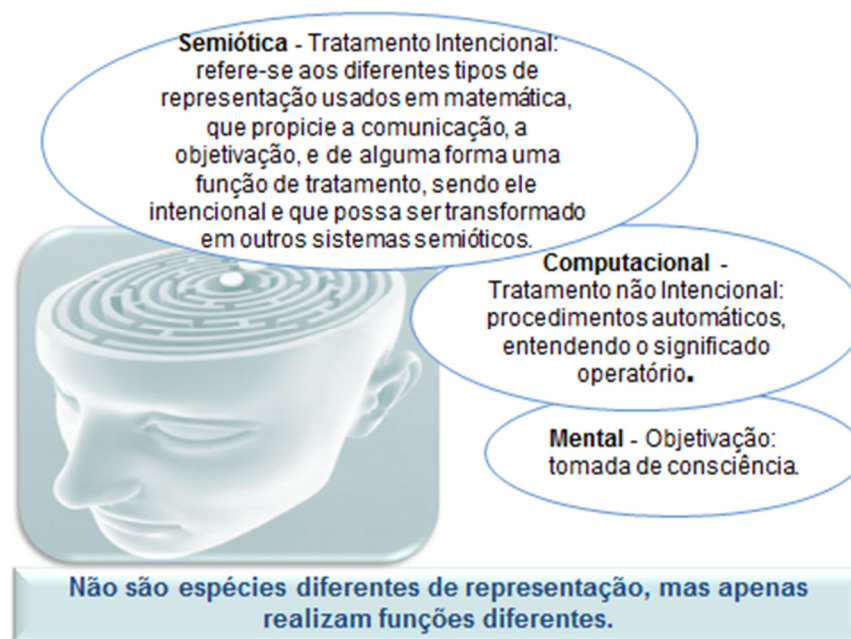 Semiótica - Tratamento Intencional:
refere-se aos diferentes tipos de
representação usados em matemática,
que propicie a comunicação, a
objetivação, e de alguma forma uma
função de tratamento, sendo ele
intencional e que possa ser transformado
em outros sistemas semióticos.
Computacional -
Tratamento não Intencional:
procedimentos automáticos,
entendendo o significado
operatório.
Mental - Objetivação:
tomada de consciência.
Não são espécies diferentes de representação, mas apenas
realizam funções diferentes.